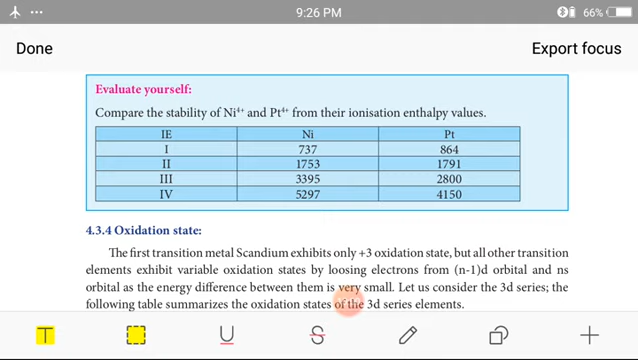 9:26 PM
66%
Done
Export focus
Evaluate yourself:
Compare the stability of Ni⁴⁺ and Pt⁴⁺ from their ionisation enthalpy values.
IE Ni Pt
I 737 864
II 1753 1791
III 3395 2800
IV 5297 4150
4.3.4 Oxidation state:
The first transition metal Scandium exhibits only +3 oxidation state, but all other transition
elements exhibit variable oxidation states by loosing electrons from (n-1)d orbital and ns
orbital as the energy difference between them is very small. Let us consider the 3d series; the
following table summarizes the oxidation states of the 3d series elements.
T U S